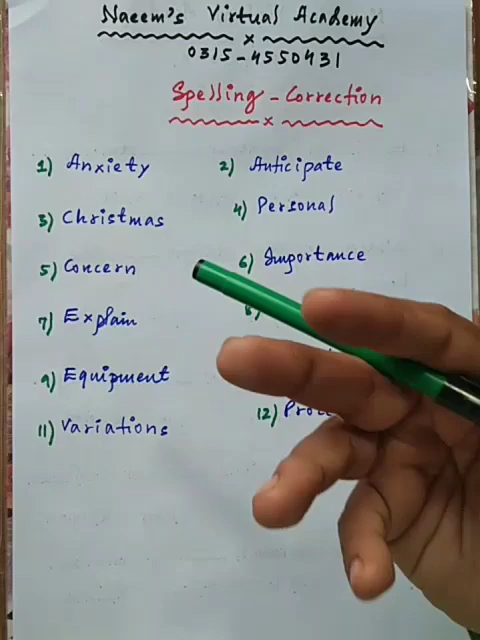 Naeem's Virtual Academy
x
0315-4550431
Spelling-Correction
x
1) Anxiety 2) Anticipate
3) Christmas 4) Personal
5) Concern 6) Importance
7) Explain 8)
9) Equipment
11) Variations 12)